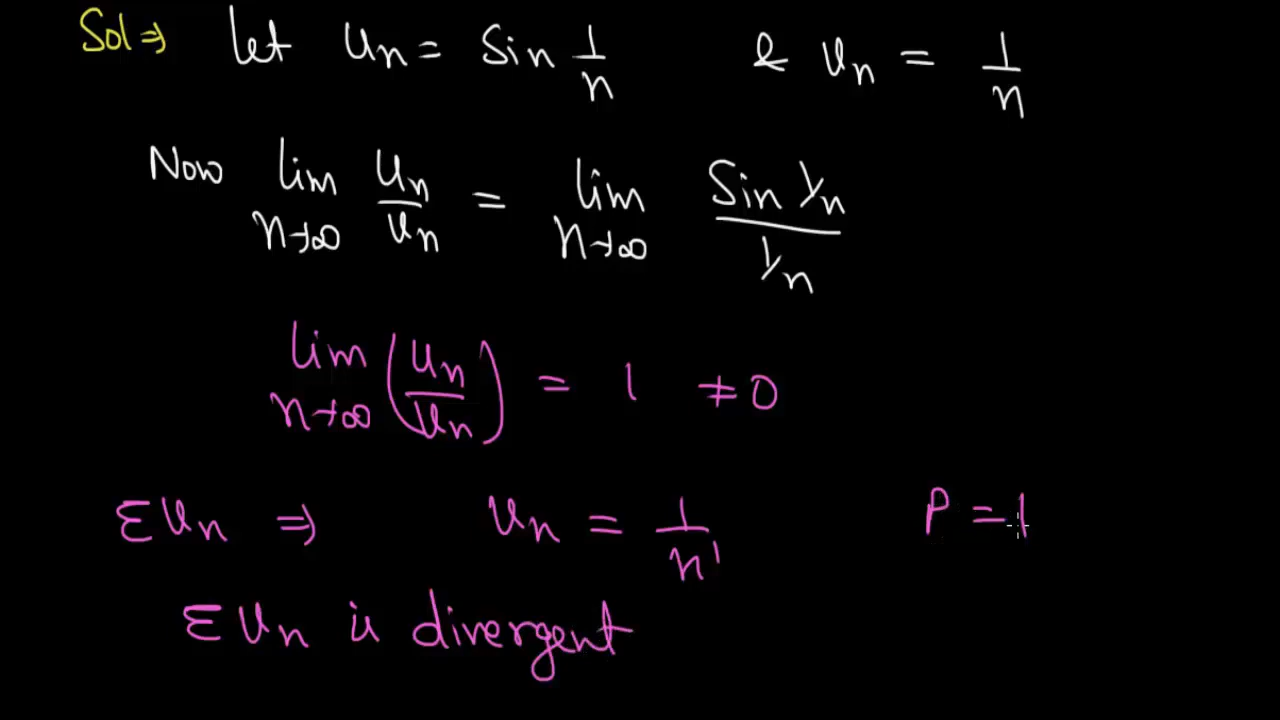 Sol ⇒ Let Un = Sin 1/n & vn = 1/n
Now lim n→∞ Un/vn = lim n→∞ Sin 1/n / 1/n
lim n→∞ (Un/vn) = 1 ≠ 0
Σvn ⇒ vn = 1/n¹ P = 1
Σvn is divergent